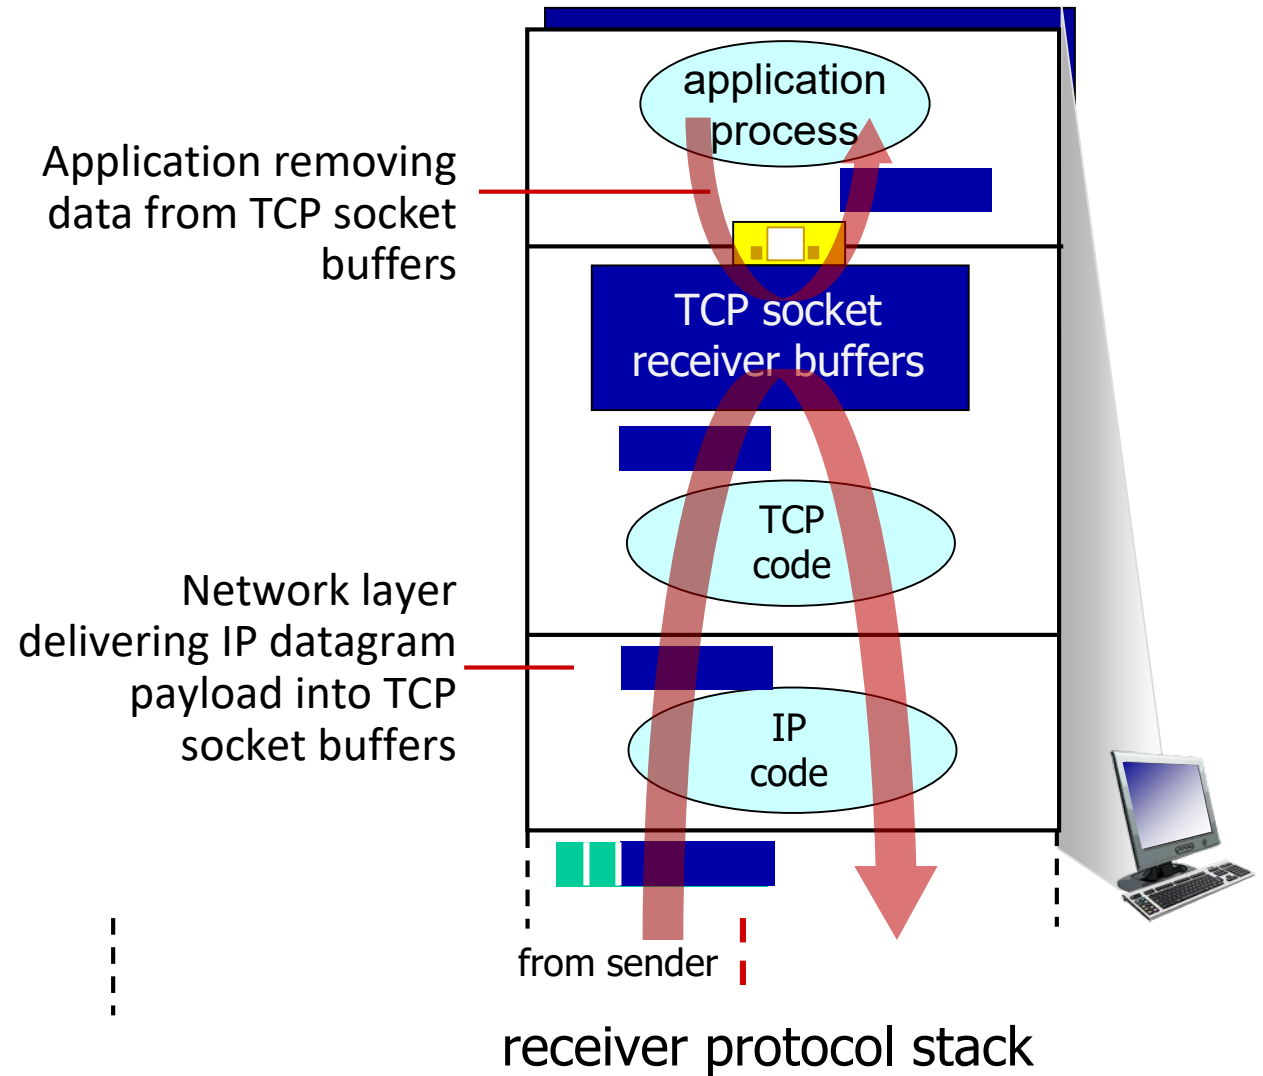 application
process
Application removing
data from TCP socket
buffers
TCP socket
receiver buffers
TCP
code
Network layer
delivering IP datagram
payload into TCP
socket buffers
IP
code
from sender
receiver protocol stack